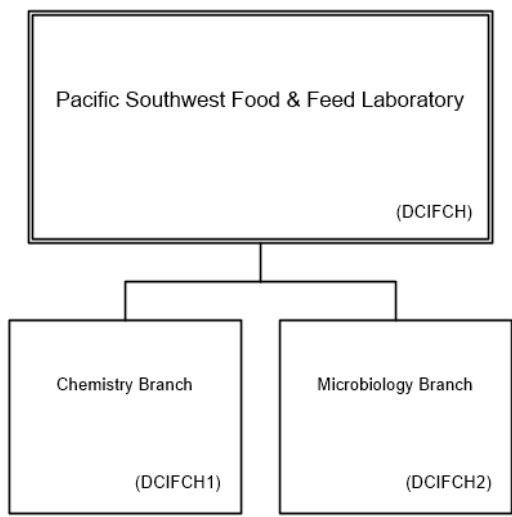 Pacific Southwest Food & Feed Laboratory
(DCIFCH)
Chemistry Branch
(DCIFCH1)
Microbiology Branch
(DCIFCH2)